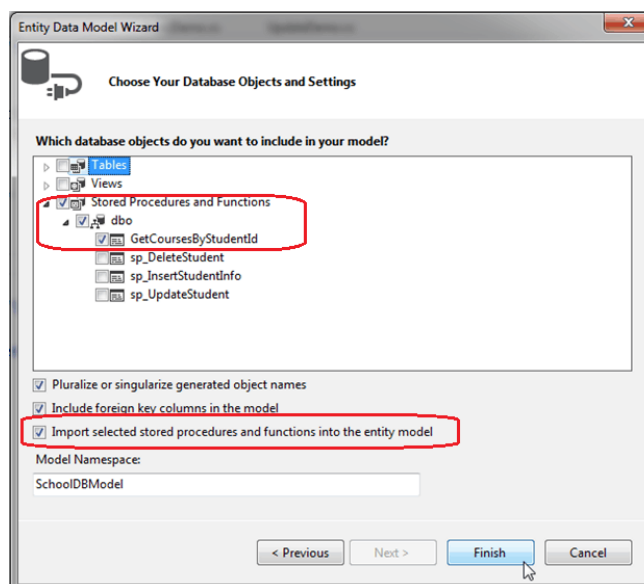 Entity Data Model Wizard
Choose Your Database Objects and Settings
Which database objects do you want to include in your model?
Tables
Views
Stored Procedures and Functions
dbo
GetCoursesByStudentId
sp_DeleteStudent
sp_InsertStudentInfo
sp_UpdateStudent
Pluralize or singularize generated object names
Include foreign key columns in the model
Import selected stored procedures and functions into the entity model
Model Namespace:
SchoolDBModel
< Previous Next > Finish Cancel